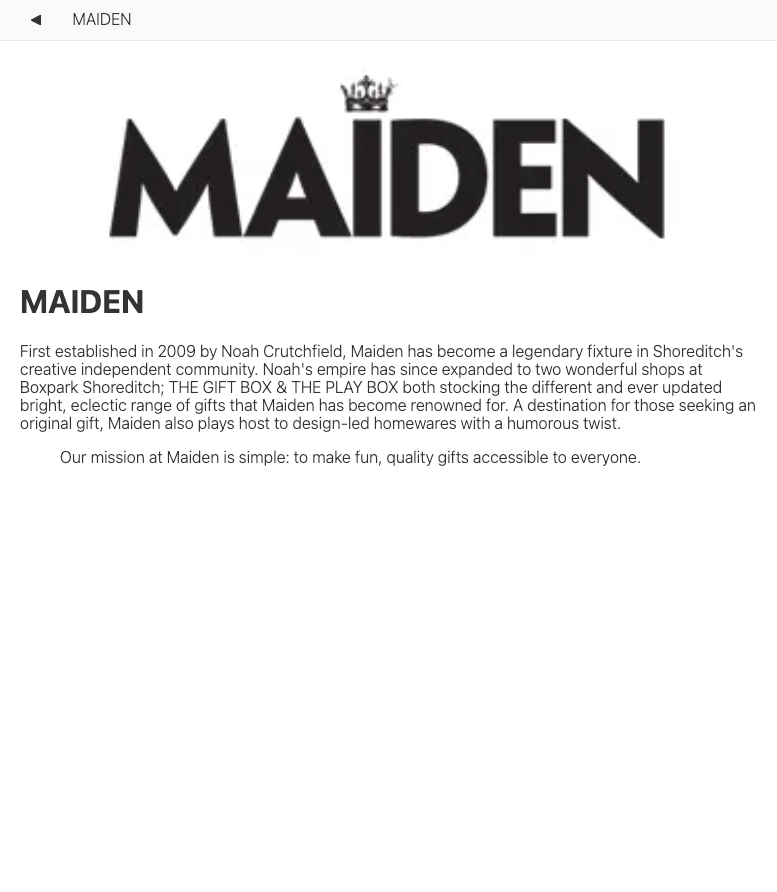 MAIDEN
MAIDEN
MAIDEN
First established in 2009 by Noah Crutchfield, Maiden has become a legendary fixture in Shoreditch's
creative independent community. Noah's empire has since expanded to two wonderful shops at
Boxpark Shoreditch; THE GIFT BOX & THE PLAY BOX both stocking the different and ever updated
bright, eclectic range of gifts that Maiden has become renowned for. A destination for those seeking an
original gift, Maiden also plays host to design-led homewares with a humorous twist.
Our mission at Maiden is simple: to make fun, quality gifts accessible to everyone.